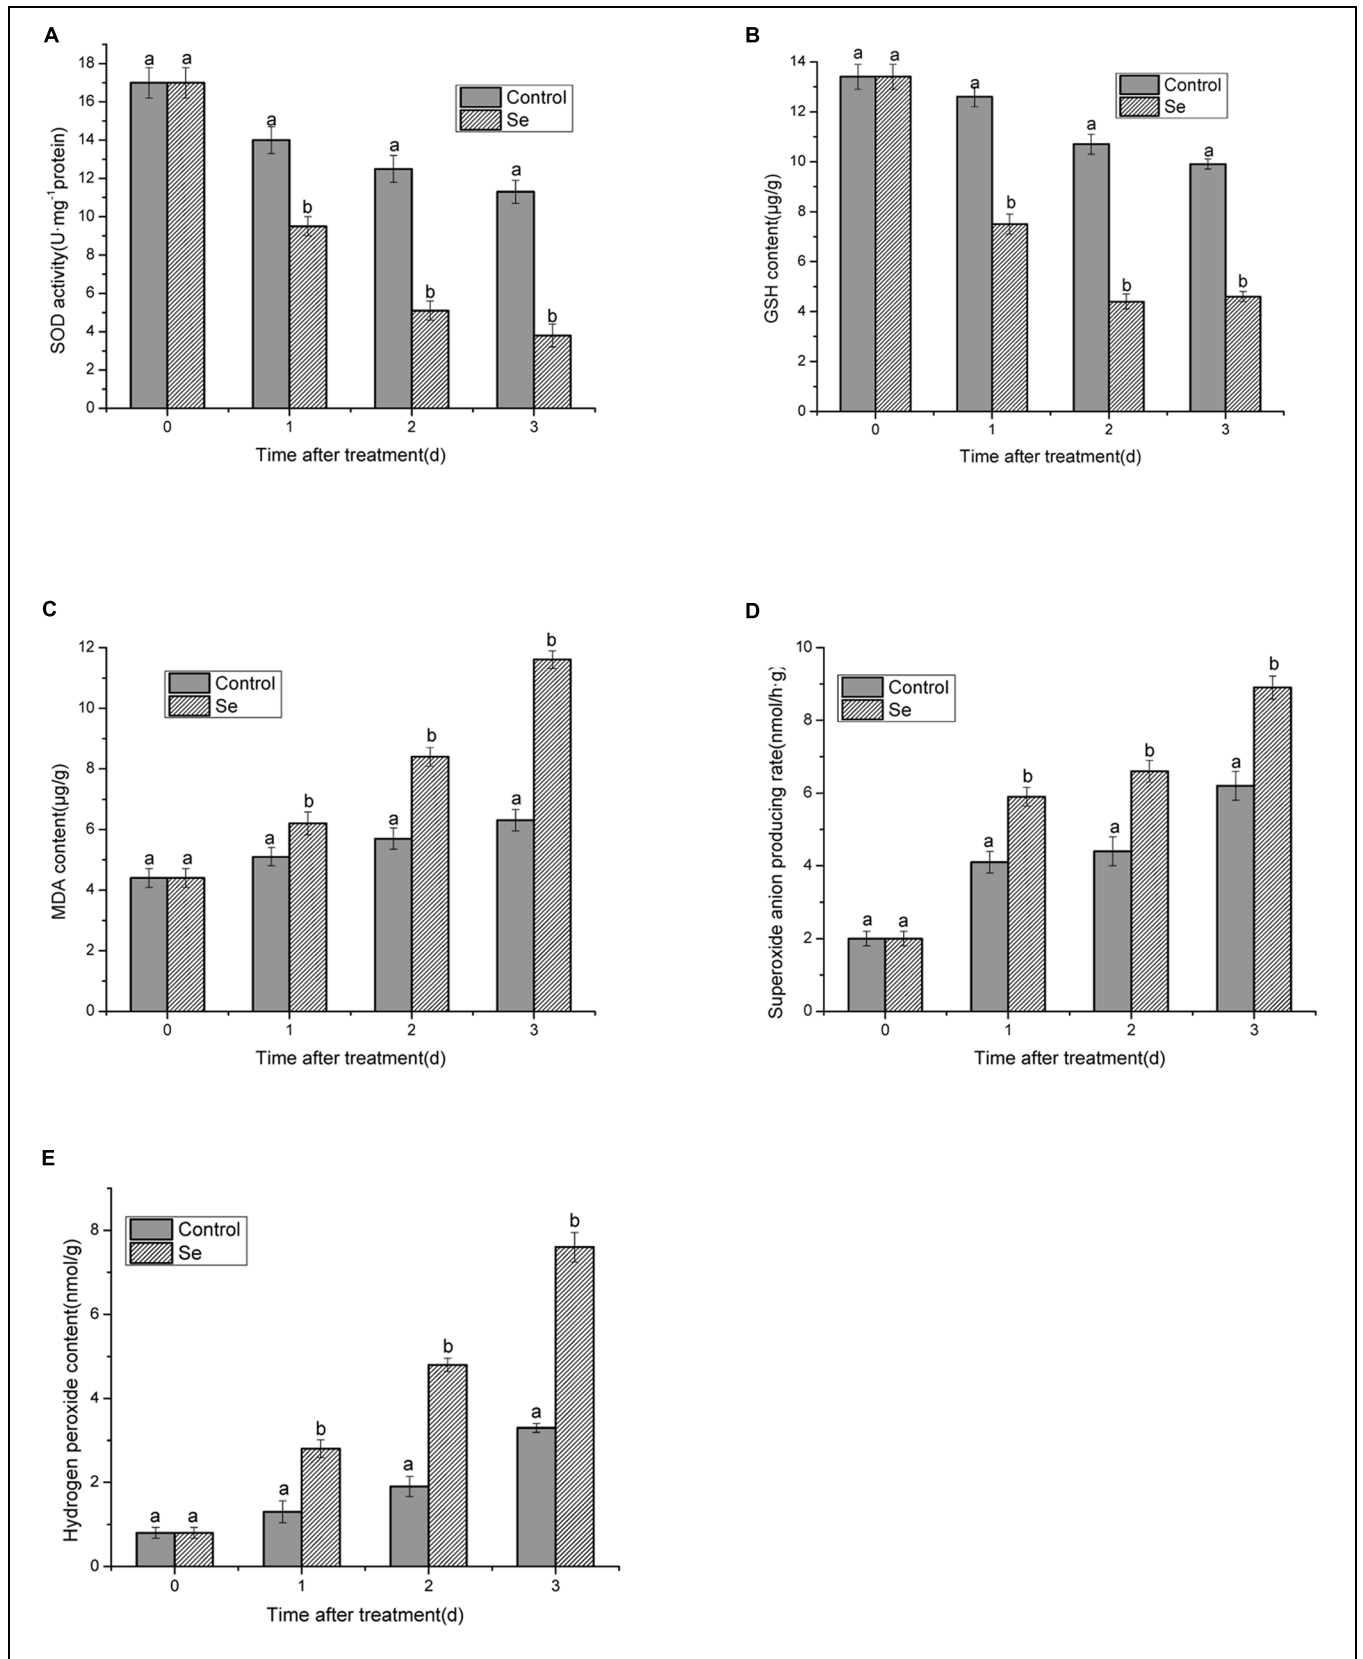 A
SOD activity(U·mg⁻¹protein)
18
16
14
12
10
8
6
4
2
0
a a
a
b
a
b
a
b
Control
Se
0 1 2 3
Time after treatment(d)
B
GSH content(μg/g)
14
12
10
8
6
4
2
0
a a
a
b
a
b
a
b
Control
Se
0 1 2 3
Time after treatment(d)
C
MDA content(μg/g)
12
10
8
6
4
2
0
Control
Se
a a
a
b
a
b
a
b
0 1 2 3
Time after treatment(d)
D
Superoxide anion producing rate(nmol/h·g)
10
8
6
4
2
0
Control
Se
a a
a
b
a
b
a
b
0 1 2 3
Time after treatment(d)
E
Hydrogen peroxide content(nmol/g)
8
6
4
2
0
Control
Se
a a
a
b
a
b
a
b
0 1 2 3
Time after treatment(d)